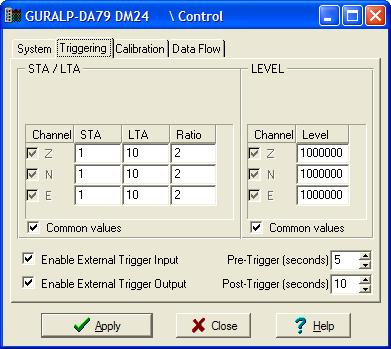 GURALP-DA79 DM24 \ Control
System Triggering Calibration Data Flow
STA / LTA LEVEL
Channel STA LTA Ratio Channel Level
Z 1 10 2 Z 1000000
N 1 10 2 N 1000000
E 1 10 2 E 1000000
Common values Common values
Enable External Trigger Input Pre-Trigger (seconds) 5
Enable External Trigger Output Post-Trigger (seconds) 10
Apply Close ? Help